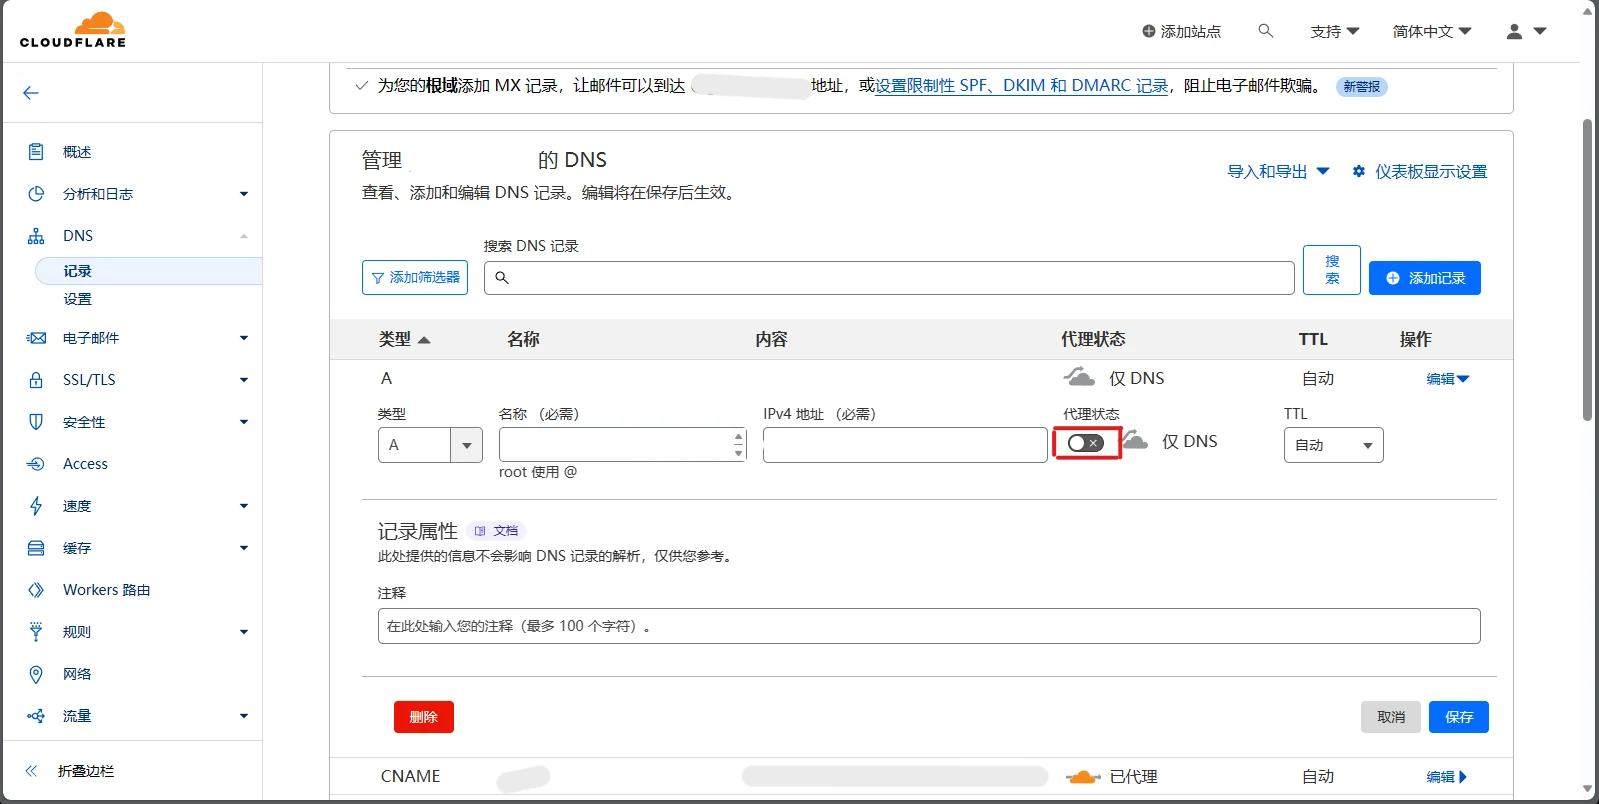 CLOUDFLARE
添加站点
支持
简体中文
为您的根域添加 MX 记录，让邮件可以到达 地址，或设置限制性 SPF、DKIM 和 DMARC 记录，阻止电子邮件欺骗。 新警报
概述
分析和日志
DNS
记录
设置
电子邮件
SSL/TLS
安全性
Access
速度
缓存
Workers 路由
规则
网络
流量
折叠边栏
管理 的 DNS
查看、添加和编辑 DNS 记录。编辑将在保存后生效。
导入和导出
仪表板显示设置
搜索 DNS 记录
添加筛选器
搜
索
添加记录
类型 名称 内容 代理状态 TTL 操作
A 仅 DNS 自动 编辑
类型 名称 （必需） IPv4 地址 （必需） 代理状态 TTL
A 仅 DNS 自动
root 使用 @
记录属性 文档
此处提供的信息不会影响 DNS 记录的解析，仅供您参考。
注释
在此处输入您的注释（最多 100 个字符）。
删除 取消 保存
CNAME 已代理 自动 编辑